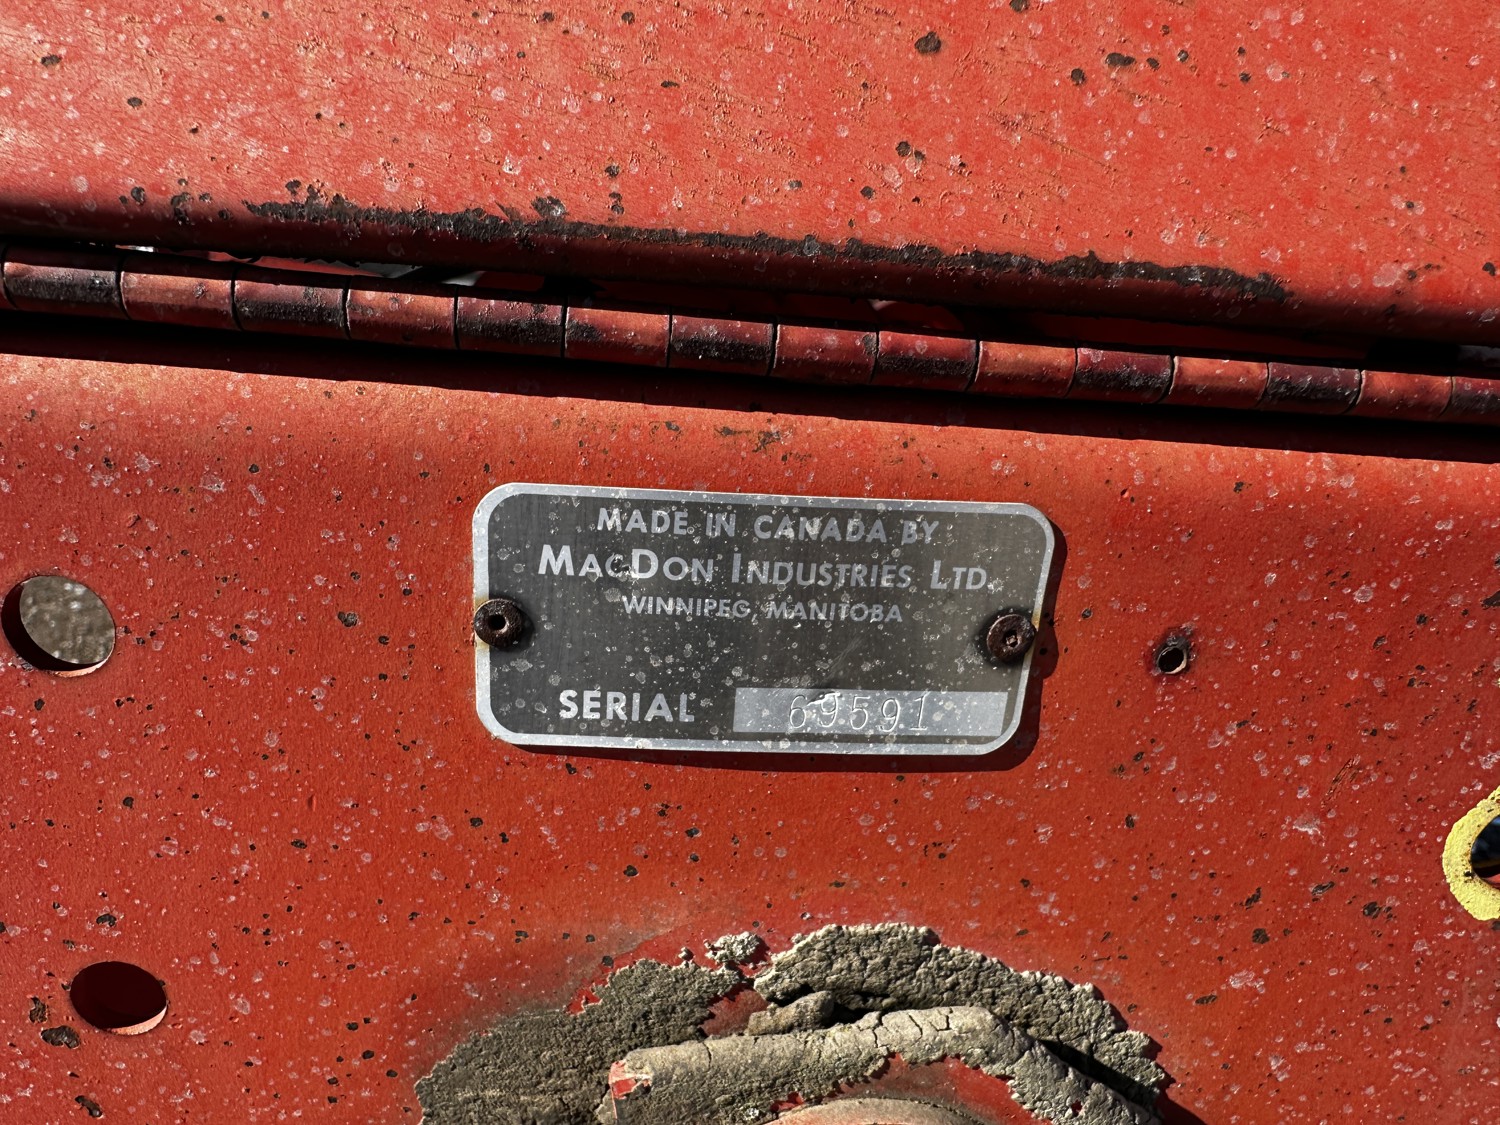 MADE IN CANADA BY
MACDON INDUSTRIES LTD.
WINNIPEG, MANITOBA
SERIAL 69591